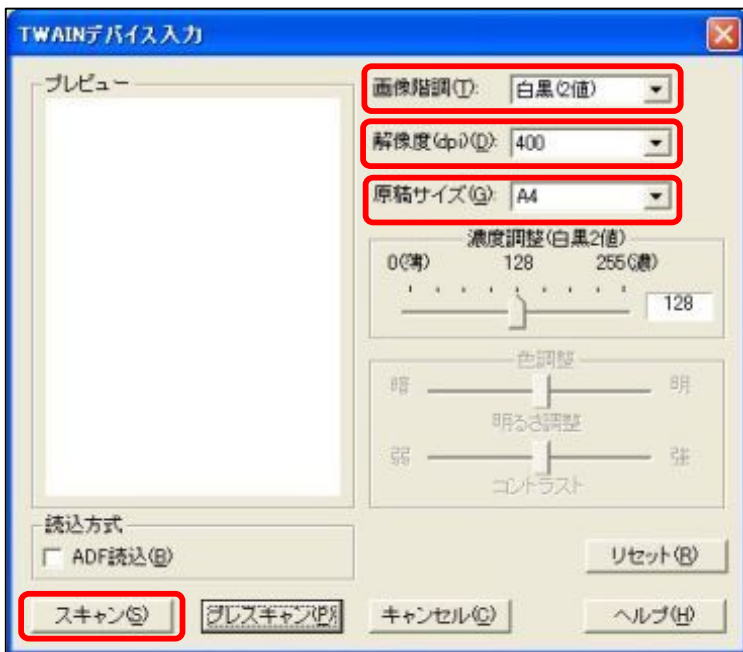 TWAINデバイス入力
プレビュー
画像階調(T): 白黒(2値)
解像度(dpi)(D): 400
原稿サイズ(G): A4
濃度調整(白黒2値)
0(薄) 128 255(濃)
128
色調整
暗 明
明るさ調整
弱 強
コントラスト
読込方式
ADF読込(B)
リセット(R)
スキャン(S) プレスキャン(P) キャンセル(C) ヘルプ(H)